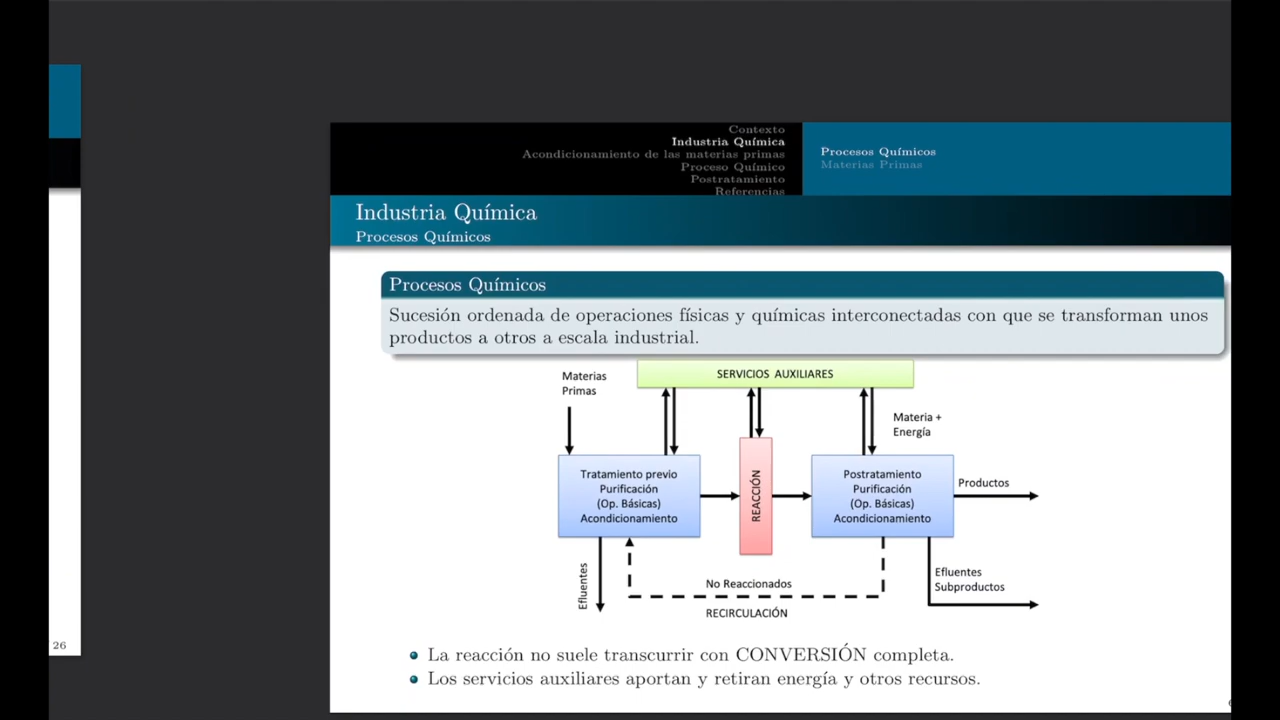 Contexto
Industria Química
Acondicionamiento de las materias primas
Proceso Químico
Postratamiento
Referencias
Procesos Químicos
Materias Primas
Industria Química
Procesos Químicos
Procesos Químicos
Sucesión ordenada de operaciones físicas y químicas interconectadas con que se transforman unos
productos a otros a escala industrial.
SERVICIOS AUXILIARES
Materias
Primas
Materia +
Energía
Tratamiento previo
Purificación
(Op. Básicas)
Acondicionamiento
REACCIÓN
Postratamiento
Purificación
(Op. Básicas)
Acondicionamiento
Productos
Efluentes
No Reaccionados
RECIRCULACIÓN
Efluentes
Subproductos
La reacción no suele transcurrir con CONVERSIÓN completa.
Los servicios auxiliares aportan y retiran energía y otros recursos.
26